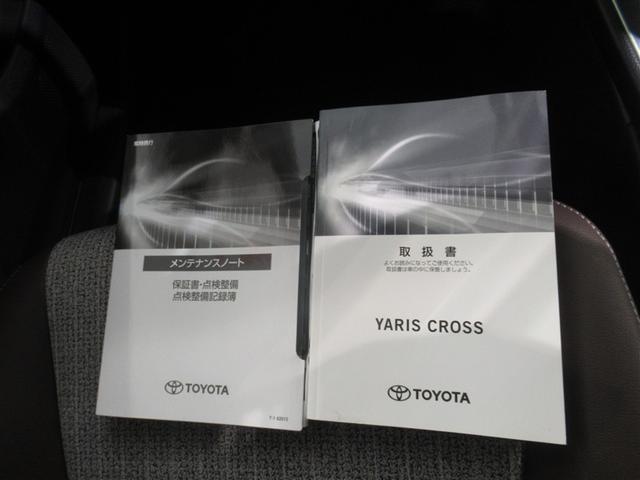 メンテナンスノート
保証書・点検整備
点検整備記録簿
TOYOTA
取扱書
よくお読みになってご使用ください。
取扱書は車の中に保管しましょう。
YARIS CROSS
TOYOTA